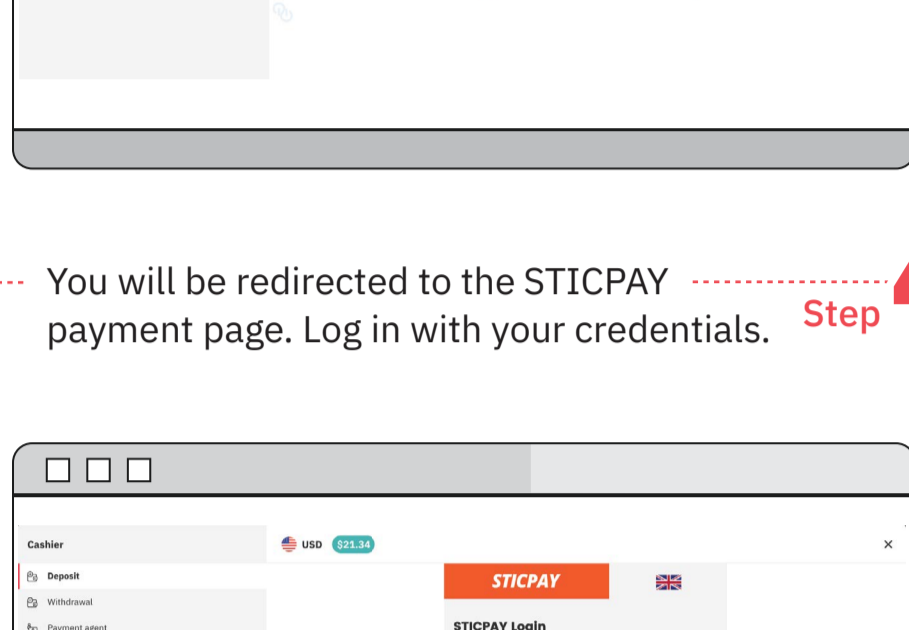 You will be redirected to the STICPAY
payment page. Log in with your credentials.
Step
Cashier
USD $21.34
Deposit
STICPAY
Withdrawal
Payment agent
STICPAY Login